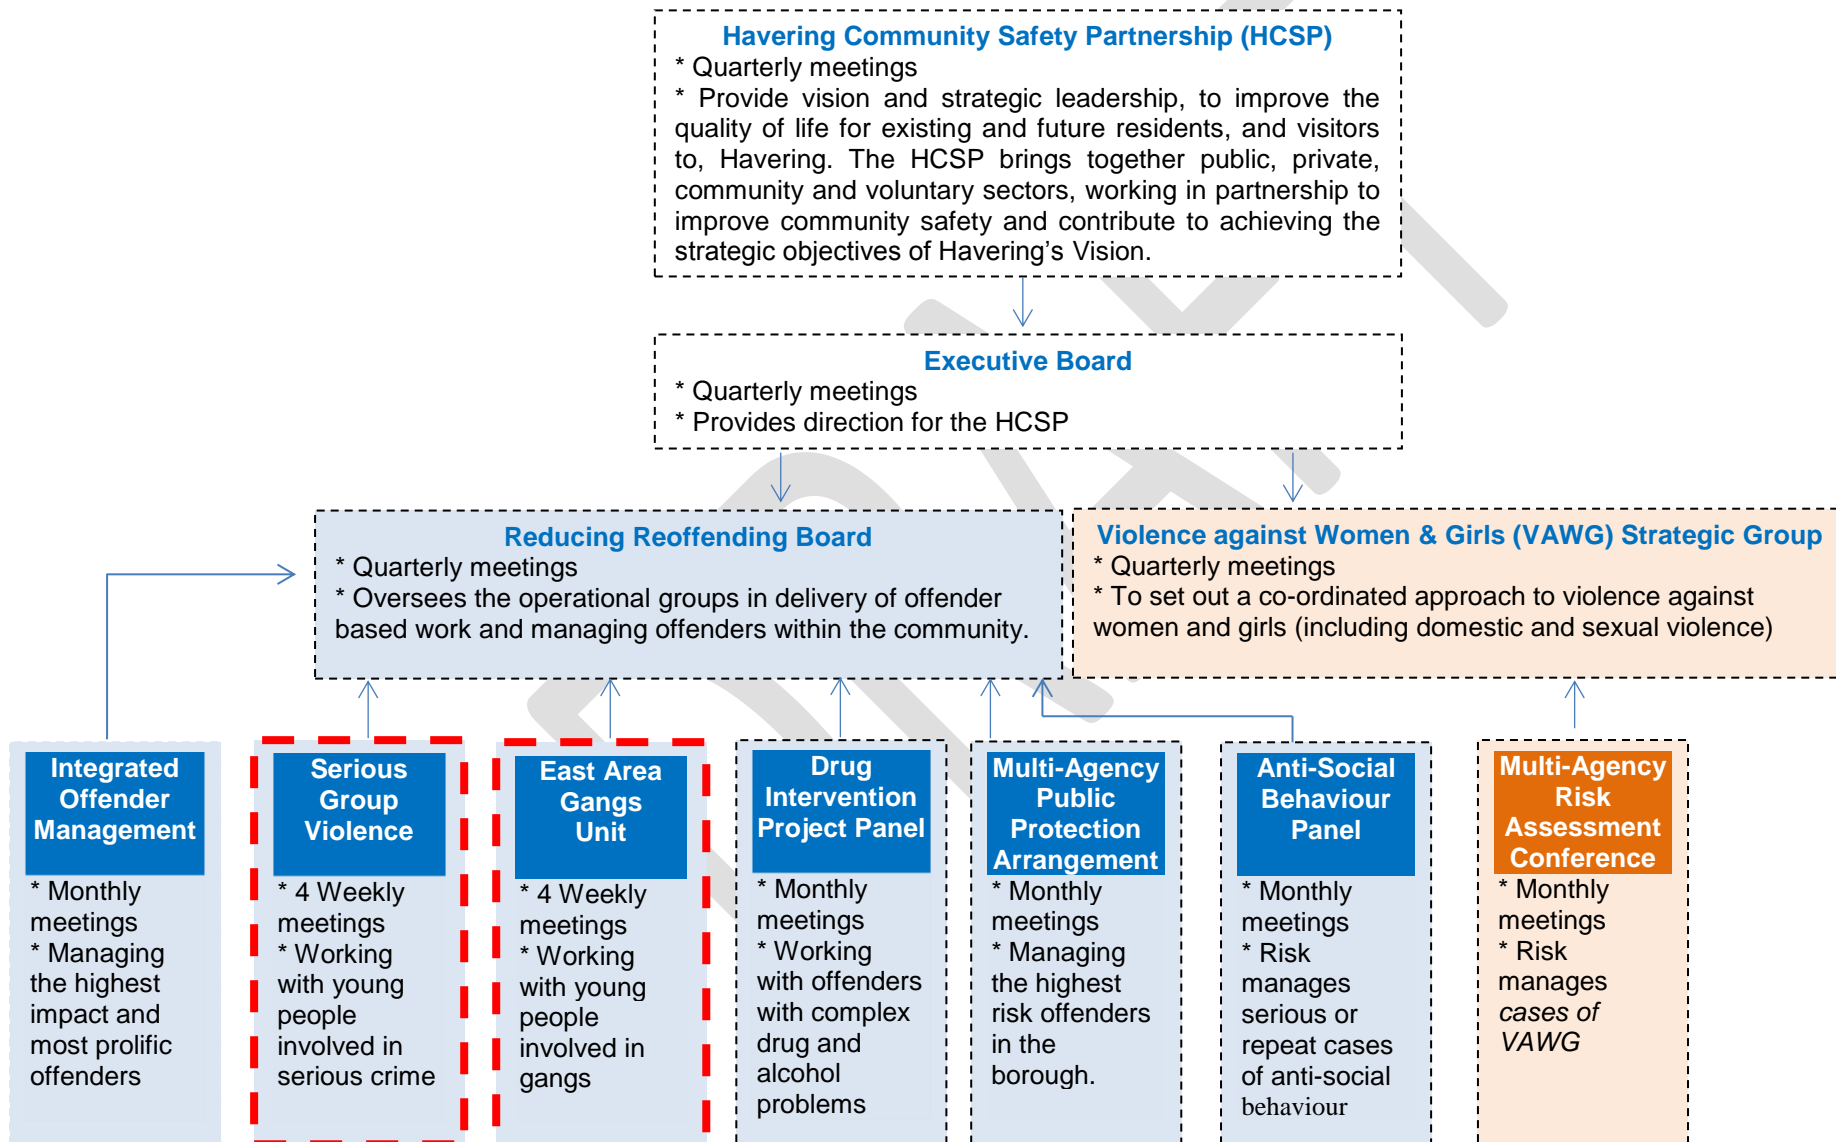 Havering Community Safety Partnership (HCSP)
* Quarterly meetings
* Provide vision and strategic leadership, to improve the
quality of life for existing and future residents, and visitors
to, Havering. The HCSP brings together public, private,
community and voluntary sectors, working in partnership to
improve community safety and contribute to achieving the
strategic objectives of Havering’s Vision.
Executive Board
* Quarterly meetings
* Provides direction for the HCSP
Reducing Reoffending Board
* Quarterly meetings
* Oversees the operational groups in delivery of offender
based work and managing offenders within the community.
Violence against Women & Girls (VAWG) Strategic Group
* Quarterly meetings
* To set out a co-ordinated approach to violence against
women and girls (including domestic and sexual violence)
Integrated
Offender
Management
* Monthly
meetings
* Managing
the highest
impact and
most prolific
offenders
Serious
Group
Violence
* 4 Weekly
meetings
* Working
with young
people
involved in
serious crime
East Area
Gangs
Unit
* 4 Weekly
meetings
* Working
with young
people
involved in
gangs
Drug
Intervention
Project Panel
* Monthly
meetings
* Working
with offenders
with complex
drug and
alcohol
problems
Multi-Agency
Public
Protection
Arrangement
* Monthly
meetings
* Managing
the highest
risk offenders
in the
borough.
Anti-Social
Behaviour
Panel
* Monthly
meetings
* Risk
manages
serious or
repeat cases
of anti-social
behaviour
Multi-Agency
Risk
Assessment
Conference
* Monthly
meetings
* Risk
manages
cases of
VAWG
DRAFT